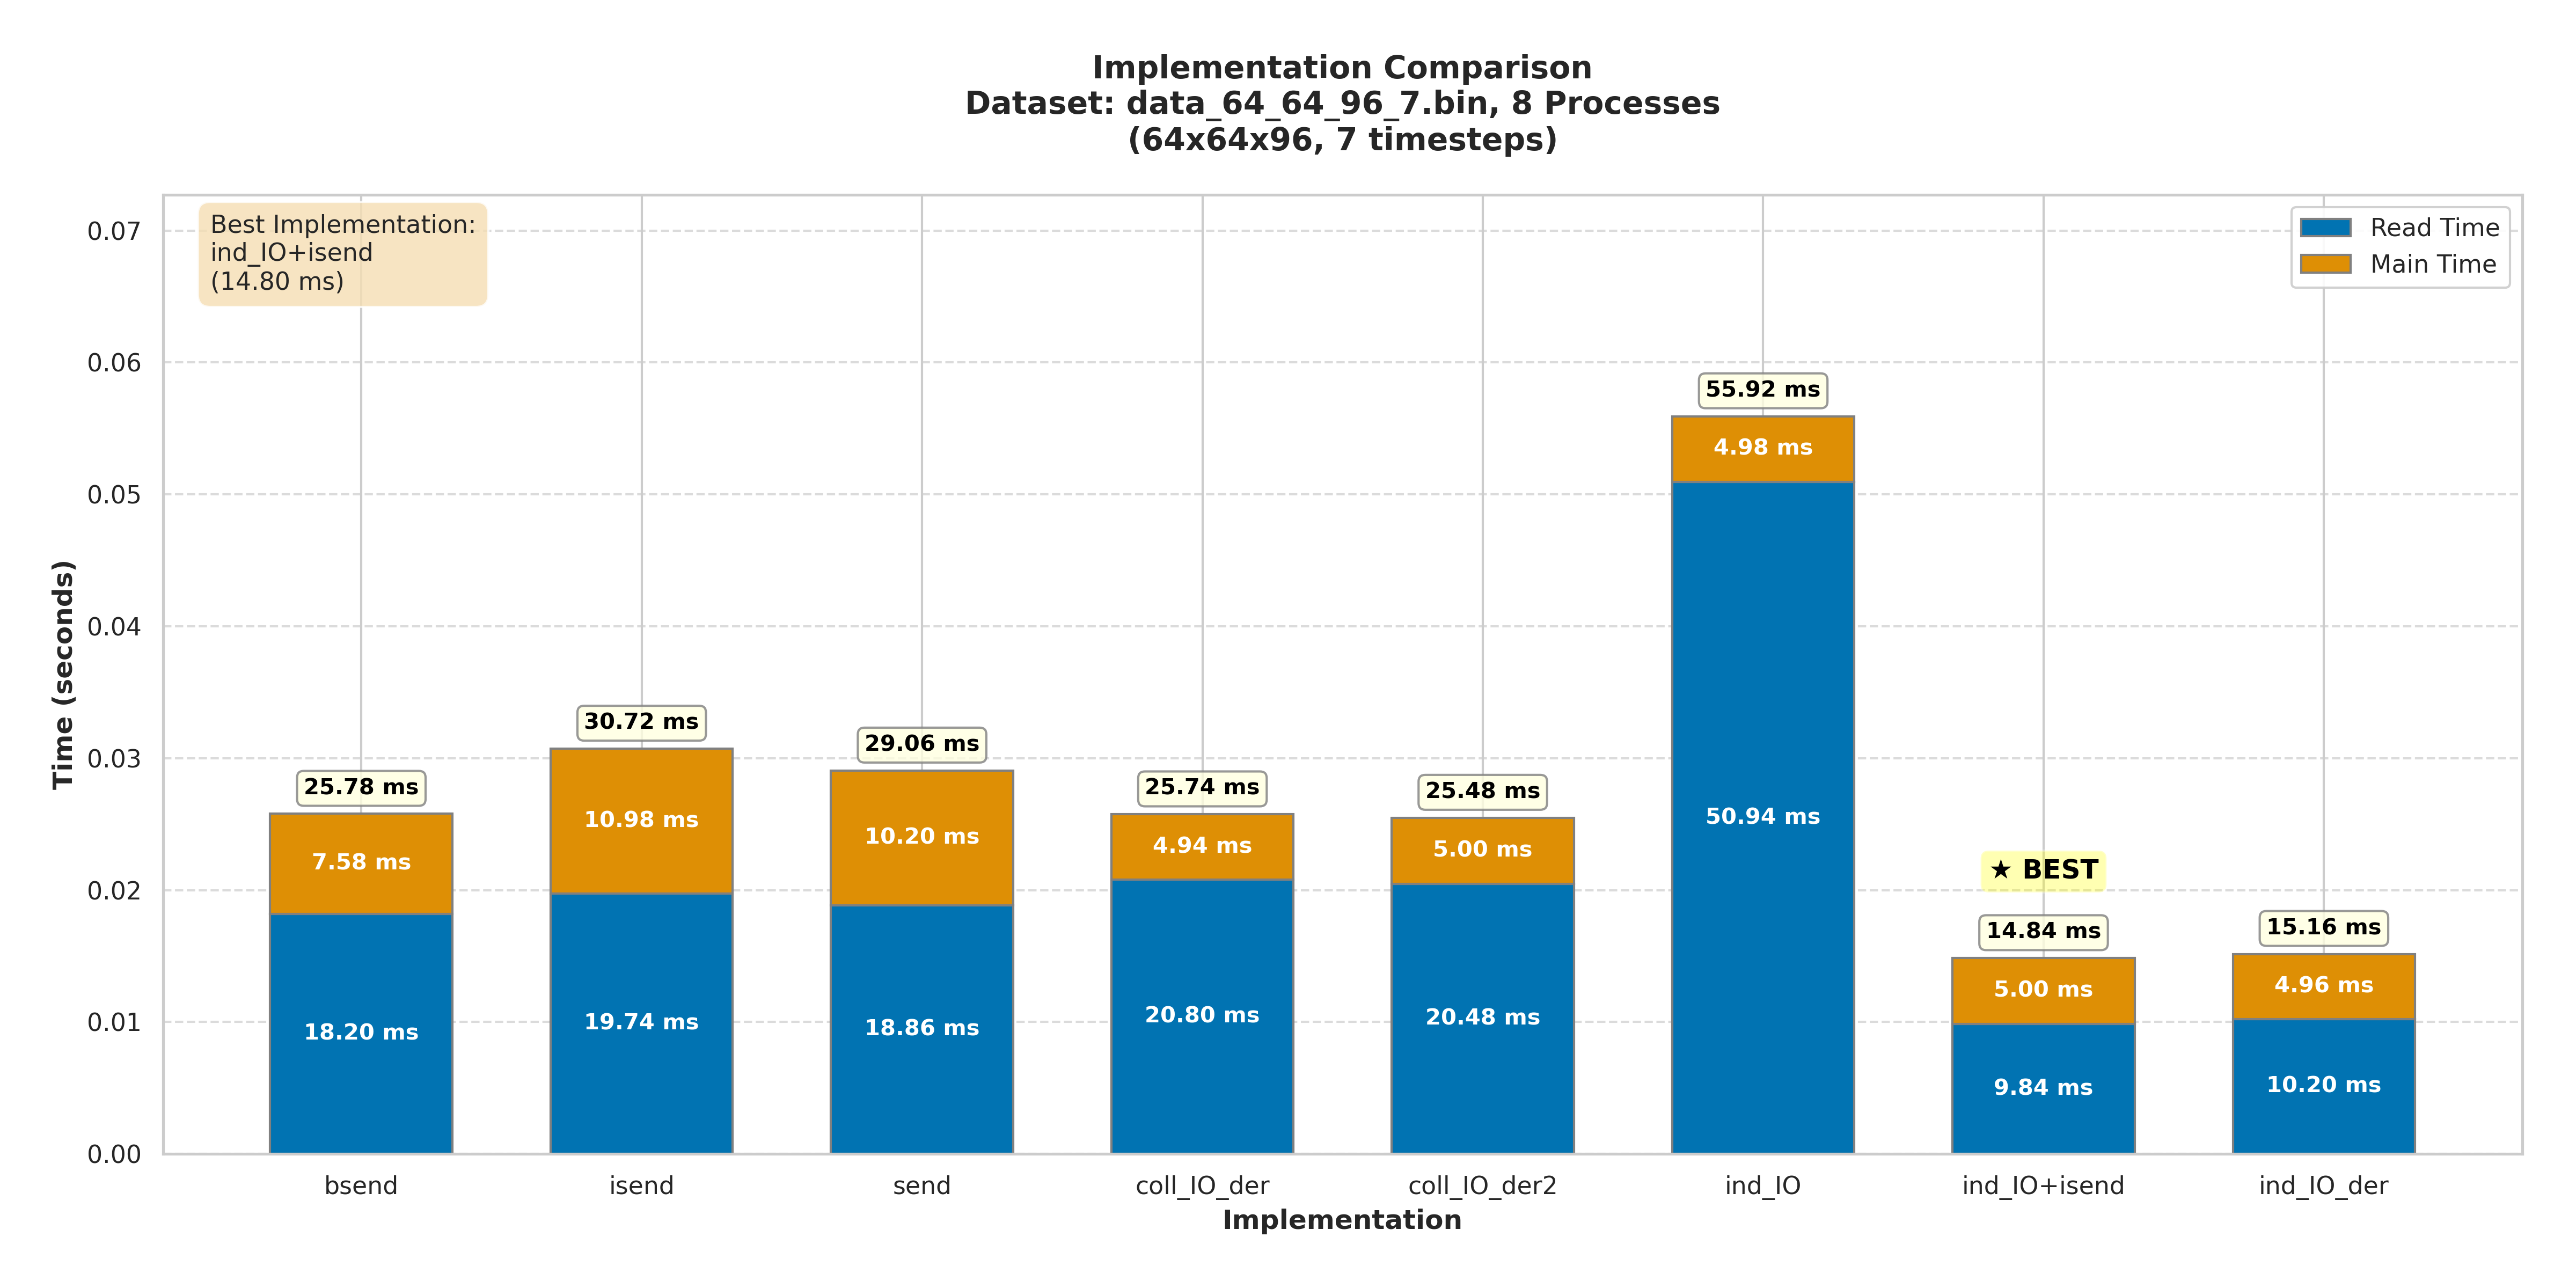 Implementation Comparison
Dataset: data_64_64_96_7.bin, 8 Processes
(64x64x96, 7 timesteps)
Best Implementation:
ind_IO+isend
(14.80 ms)
Read Time
Main Time
Time (seconds)
0.07
0.06
0.05
0.04
0.03
0.02
0.01
0.00
25.78 ms
7.58 ms
18.20 ms
30.72 ms
10.98 ms
19.74 ms
29.06 ms
10.20 ms
18.86 ms
25.74 ms
4.94 ms
20.80 ms
25.48 ms
5.00 ms
20.48 ms
55.92 ms
4.98 ms
50.94 ms
★ BEST
14.84 ms
5.00 ms
9.84 ms
15.16 ms
4.96 ms
10.20 ms
bsend
isend
send
coll_IO_der
coll_IO_der2
ind_IO
ind_IO+isend
ind_IO_der
Implementation